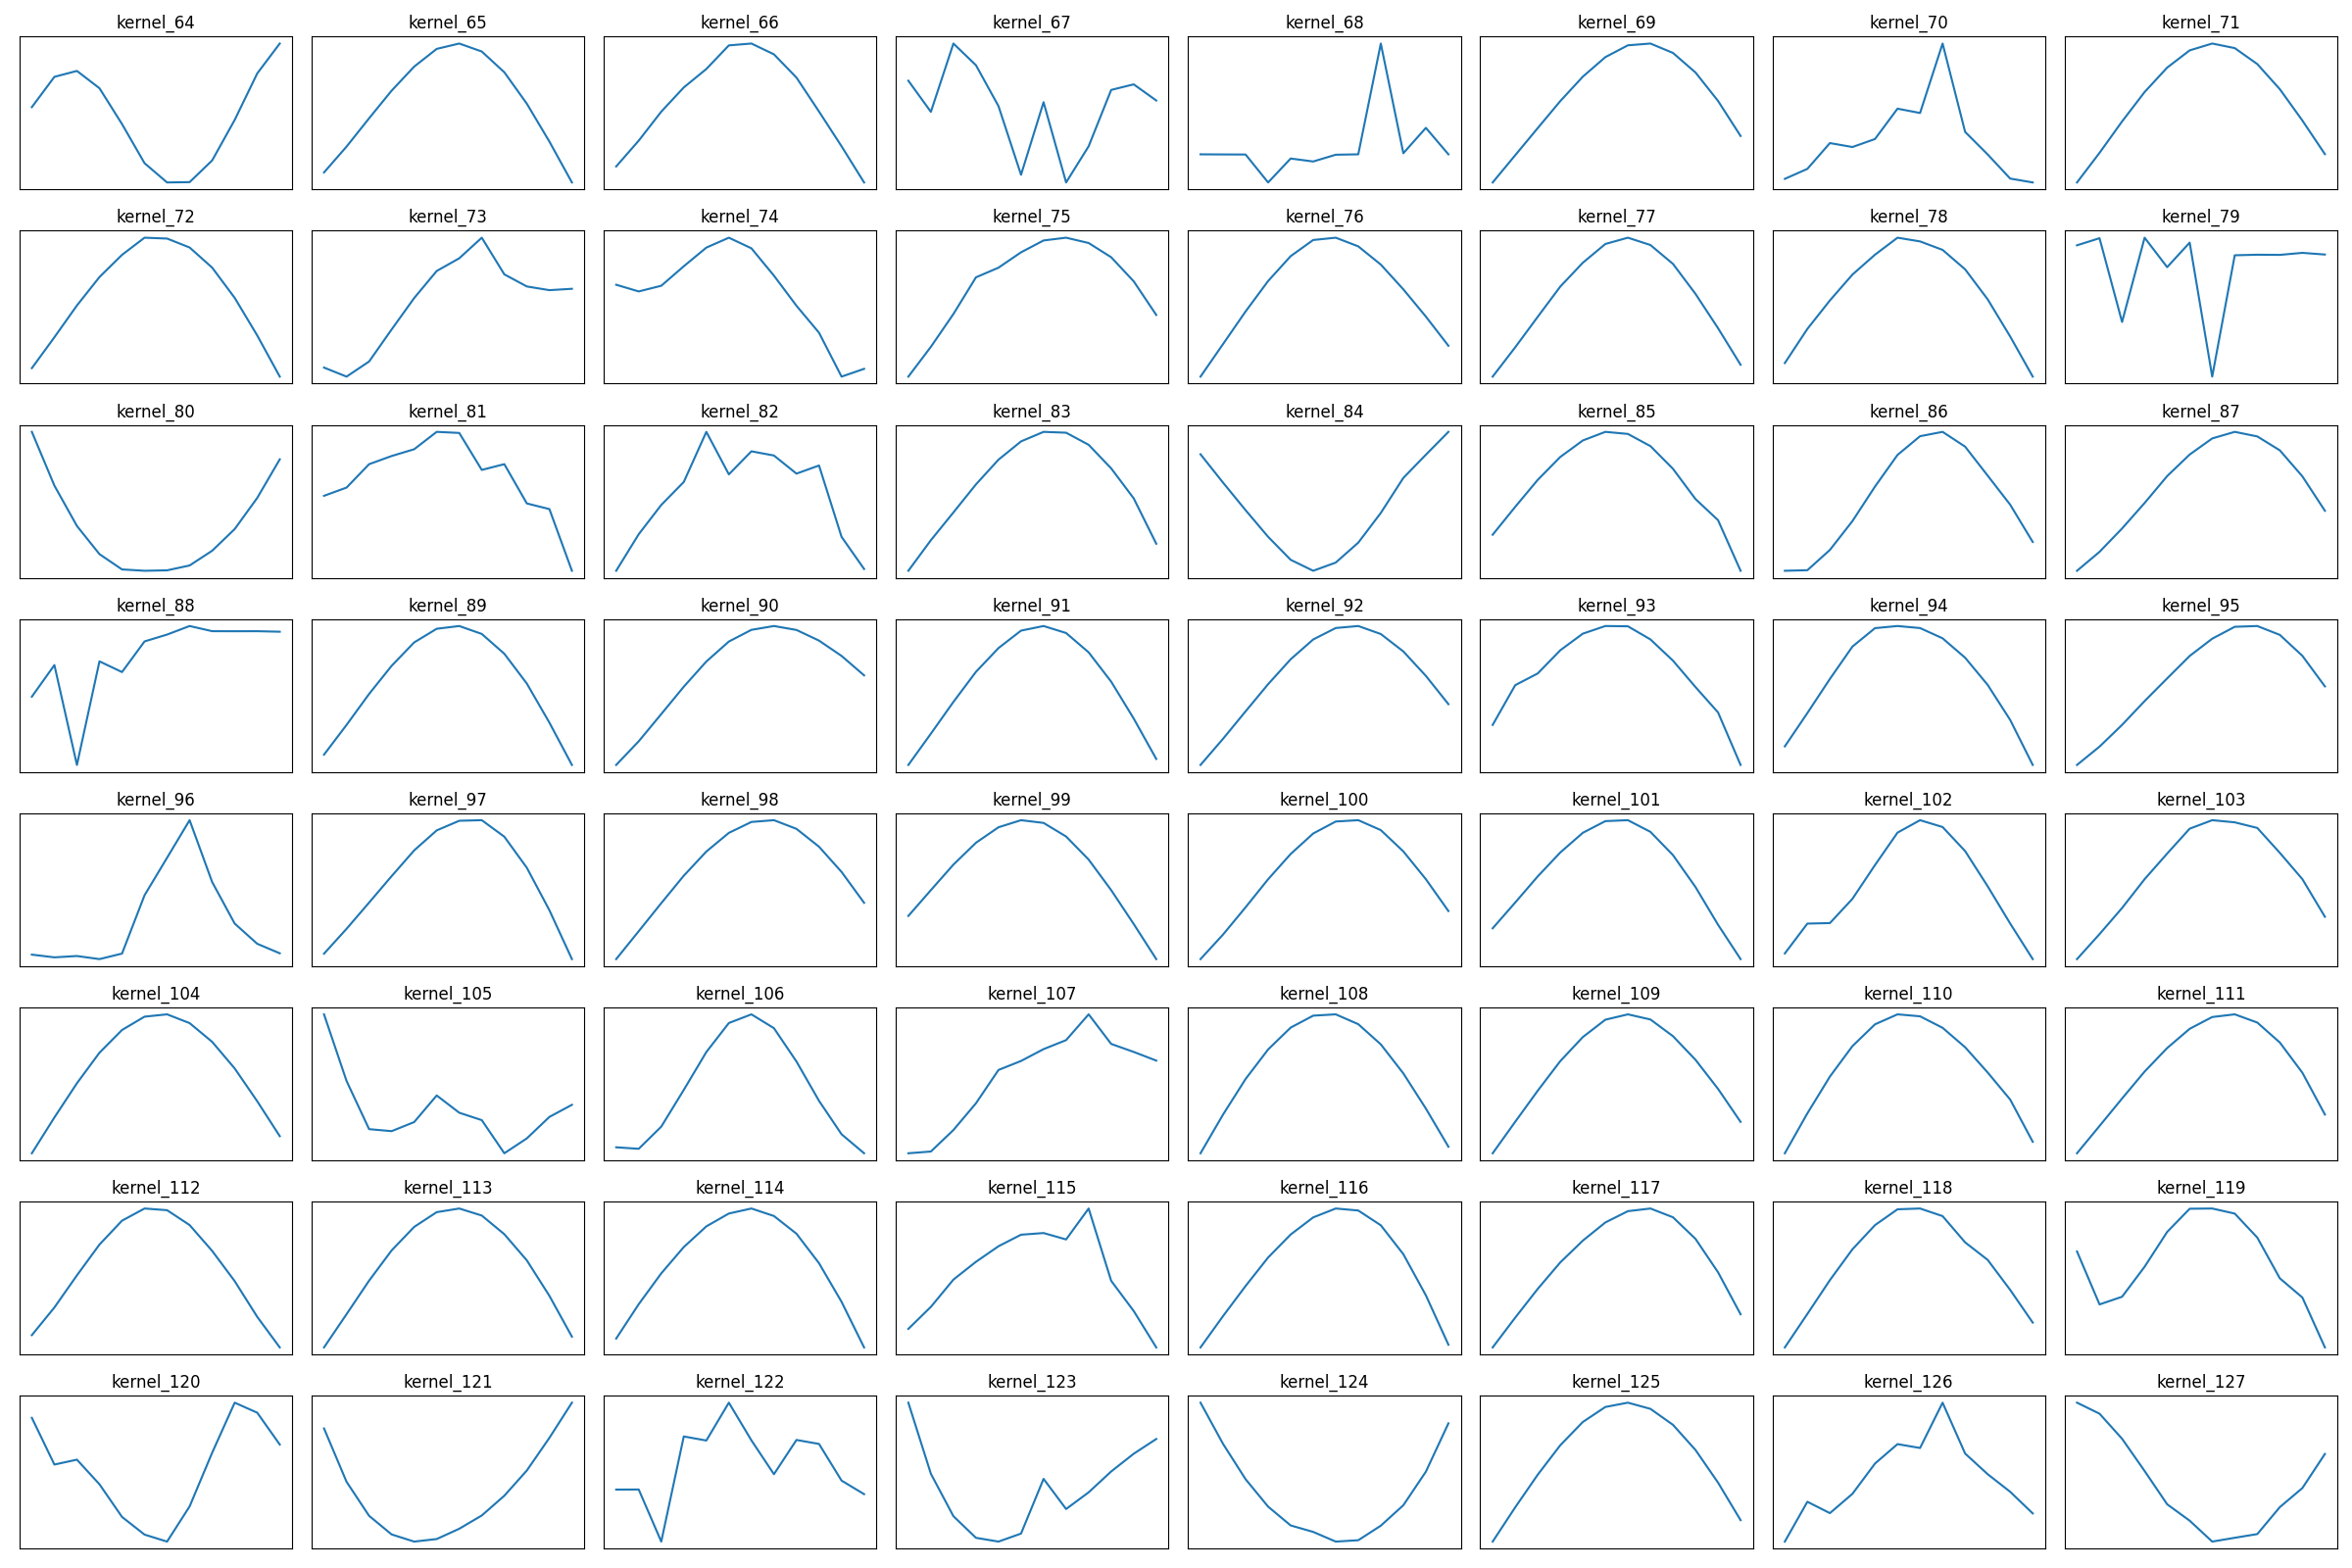 kernel_64 kernel_65 kernel_66 kernel_67 kernel_68 kernel_69 kernel_70 kernel_71
kernel_72 kernel_73 kernel_74 kernel_75 kernel_76 kernel_77 kernel_78 kernel_79
kernel_80 kernel_81 kernel_82 kernel_83 kernel_84 kernel_85 kernel_86 kernel_87
kernel_88 kernel_89 kernel_90 kernel_91 kernel_92 kernel_93 kernel_94 kernel_95
kernel_96 kernel_97 kernel_98 kernel_99 kernel_100 kernel_101 kernel_102 kernel_103
kernel_104 kernel_105 kernel_106 kernel_107 kernel_108 kernel_109 kernel_110 kernel_111
kernel_112 kernel_113 kernel_114 kernel_115 kernel_116 kernel_117 kernel_118 kernel_119
kernel_120 kernel_121 kernel_122 kernel_123 kernel_124 kernel_125 kernel_126 kernel_127